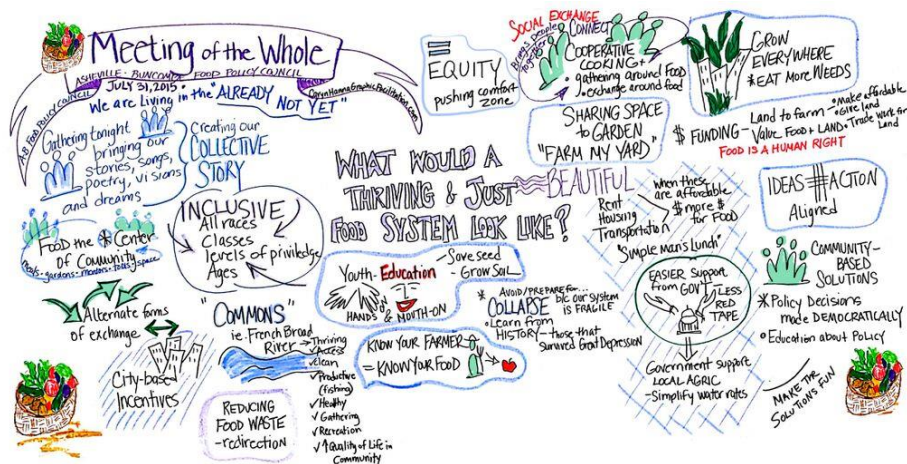 Meeting of the Whole
ASHEVILLE-BUNCOMBE FOOD POLICY COUNCIL
AB FOOD POLICY COUNCIL
JULY 31, 2015
We are Living in the "ALREADY
NOT YET"
Gathering tonight
bringing our
stories, songs,
poetry, visions
and dreams
Creating our
COLLECTIVE
STORY
Food the Center
of Community
Alternate forms
of exchange
City-based
Incentives
INCLUSIVE
All races
Classes
levels of priviledge
Ages
"COMMONS"
ie. French Broad
River
Thriving
Access
Clean
Productive
(fishing)
Healthy
Gathering
Recreation
↑ Quality of Life in
Community
REDUCING
FOOD WASTE
-redirection
EQUITY
pushing comfort
zone
SOCIAL EXCHANGE
Brings people
together
CONNECT
COOPERATIVE
COOKING +
gathering around Food
• exchange around food
SHARING SPACE
to GARDEN
"FARM MY YARD"
WHAT WOULD A
THRIVING & JUST
BEAUTIFUL
FOOD SYSTEM LOOK LIKE?
Youth-Education
- Save seed
- Grow Soil
HANDS & MOUTH-ON
KNOW YOUR FARMER
= KNOW YOUR FOOD
* AVOID/PREPARE for...
COLLAPSE b/c our system
is FRAGILE
• Learn from
HISTORY - those that
survived Great Depression
GROW
EVERYWHERE
* EAT MORE WEEDS
$ FUNDING -
Land to farm
Value Food + LAND
• Make affordable
• Give land
• Trade work for
Land
FOOD IS A HUMAN RIGHT
Rent
Housing
Transportation
when these
are affordable
$ more $
for FOOD
"Simple Man's Lunch"
EASIER Support
from GOV'T
LESS
RED
TAPE
Government support
LOCAL AGRIC
- Simplify water rates
IDEAS ACTION
Aligned
COMMUNITY-
BASED
SOLUTIONS
* Policy Decisions
made DEMOCRATICALLY
• Education about Policy
MAKE THE
SOLUTIONS FUN